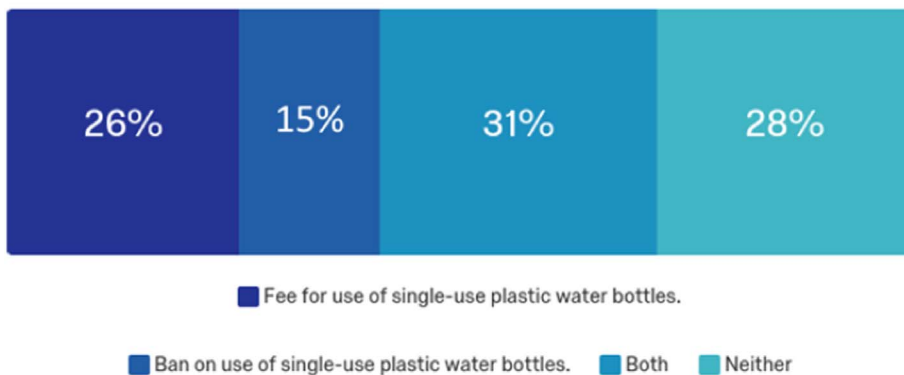 26% 15% 31% 28%
Fee for use of single-use plastic water bottles.
Ban on use of single-use plastic water bottles. Both Neither